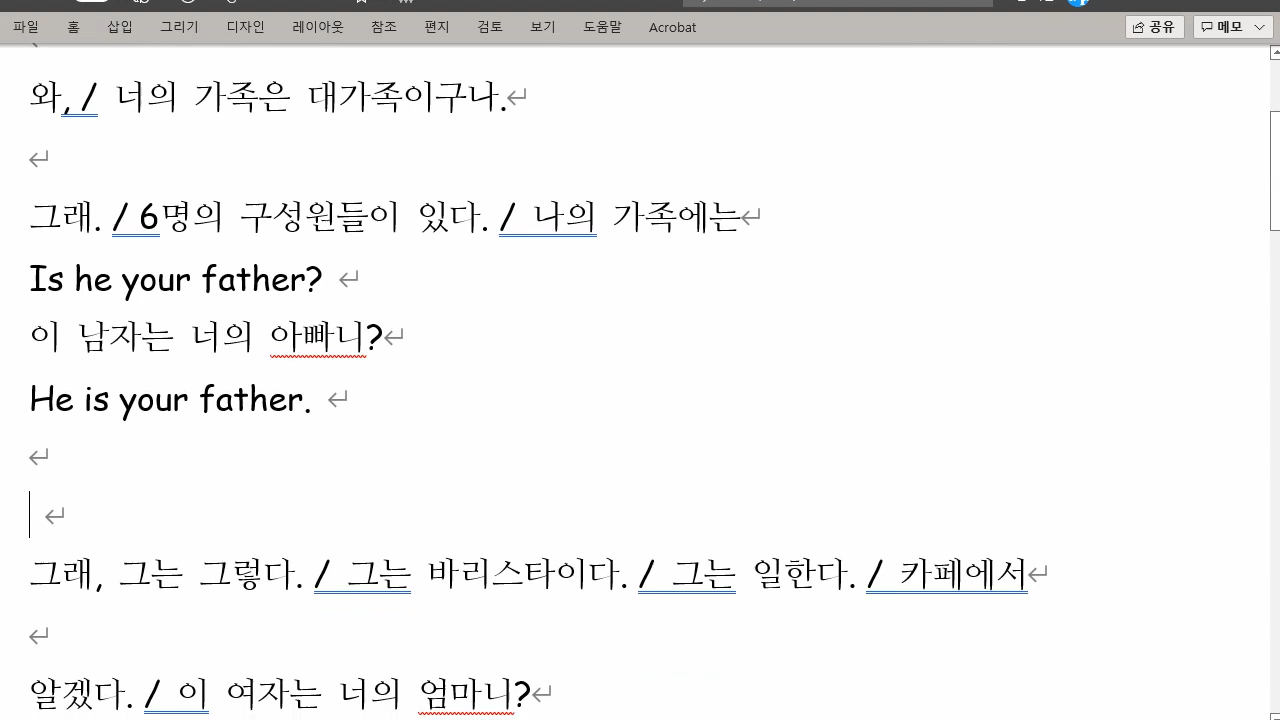 파일 홈 삽입 그리기 디자인 레이아웃 참조 편지 검토 보기 도움말 Acrobat 공유 메모
와, / 너의 가족은 대가족이구나.
그래. / 6명의 구성원들이 있다. / 나의 가족에는
Is he your father?
이 남자는 너의 아빠니?
He is your father.
그래, 그는 그렇다. / 그는 바리스타이다. / 그는 일한다. / 카페에서
알겠다. / 이 여자는 너의 엄마니?